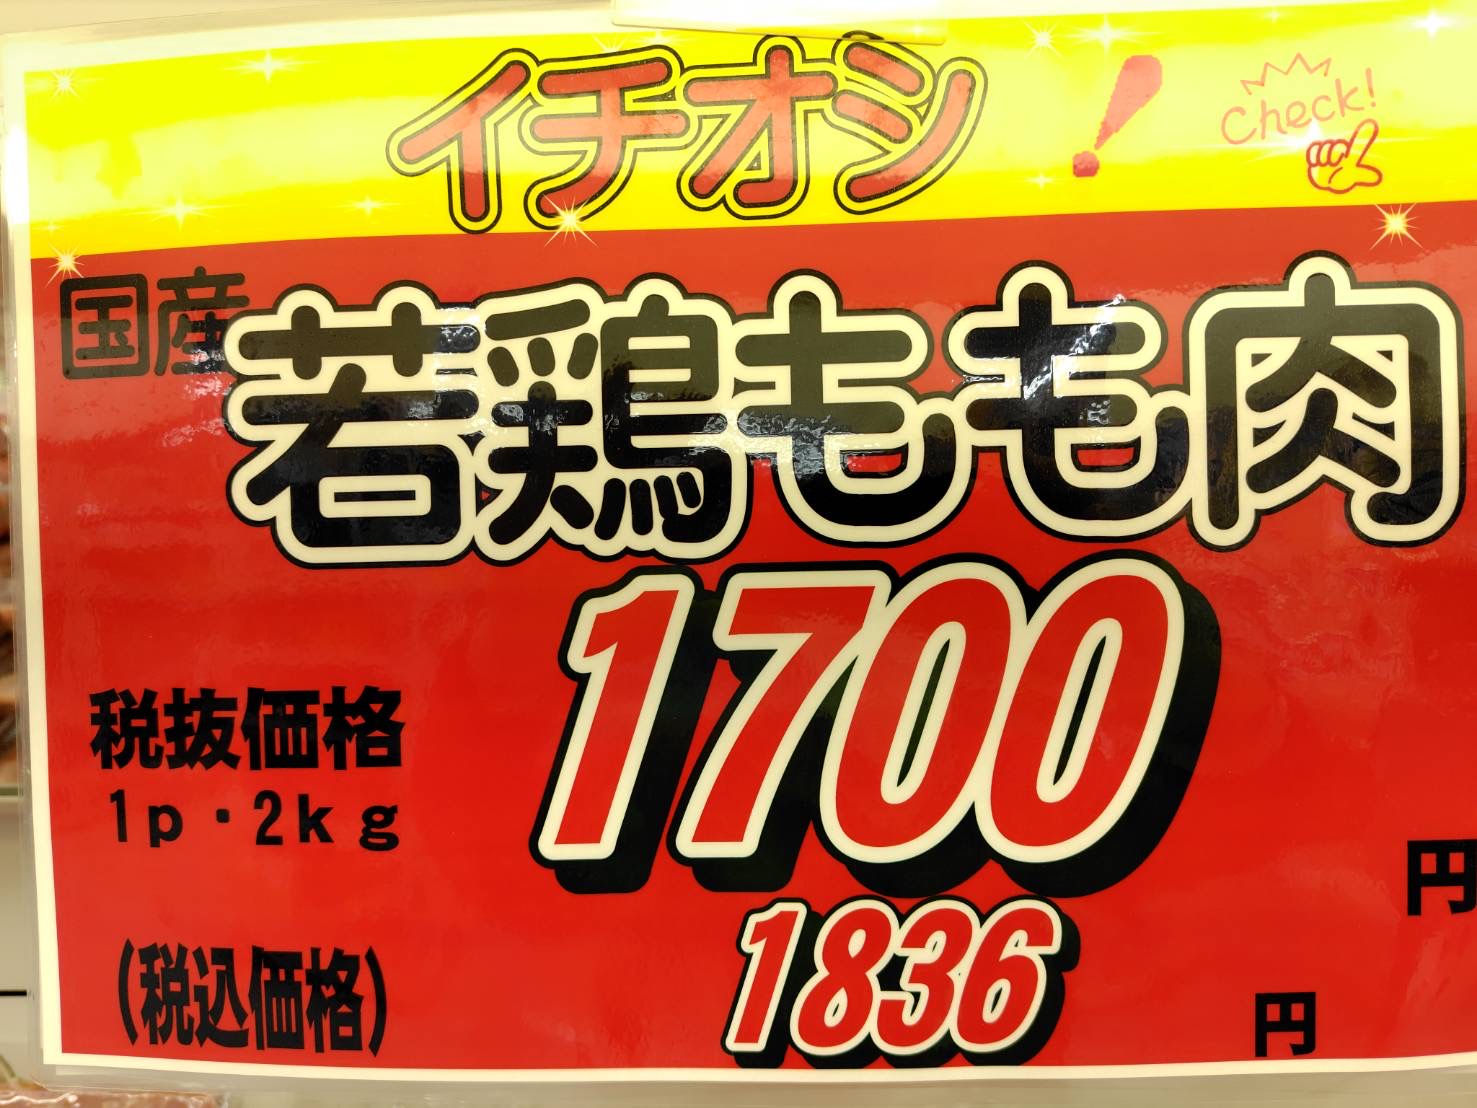 イチオシ！
Check!
国産
若鶏もも肉
1700
税抜価格
1p・2kg
円
1836
(税込価格)
円